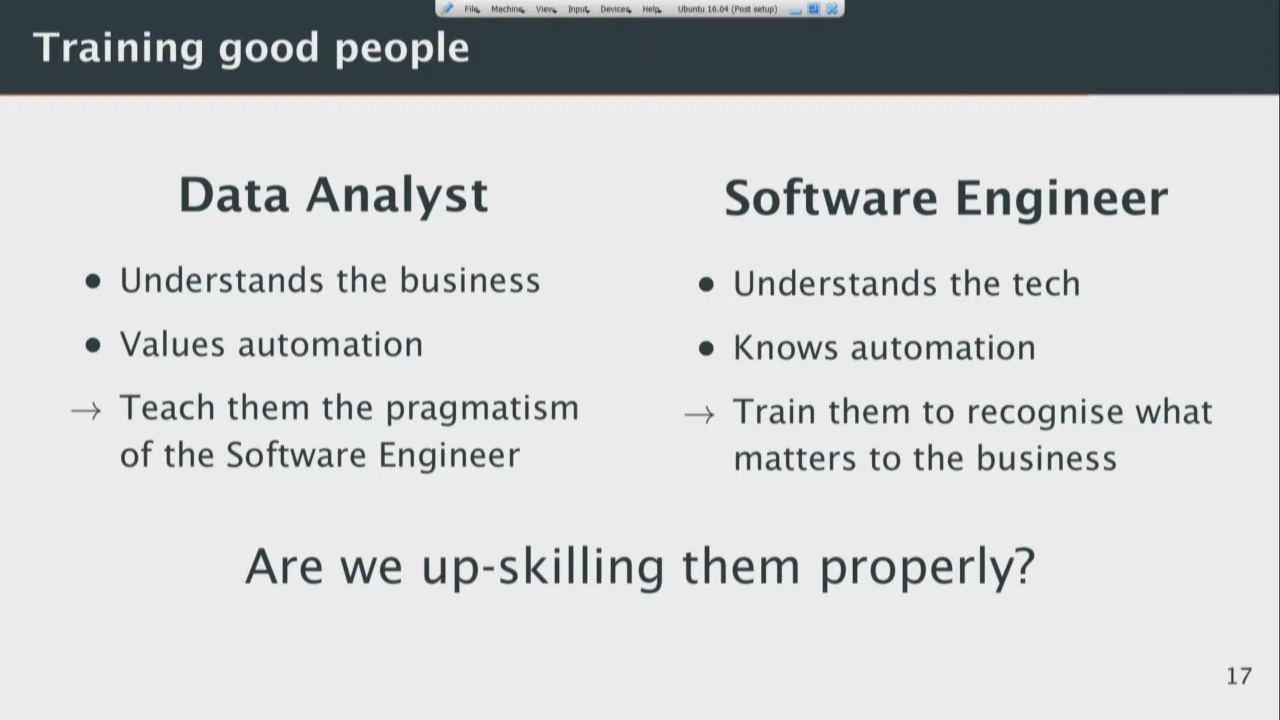 File Machine View Input Devices Help Ubuntu 16.04 (Post setup)
Training good people
Data Analyst
• Understands the business
• Values automation
→ Teach them the pragmatism
of the Software Engineer
Software Engineer
• Understands the tech
• Knows automation
→ Train them to recognise what
matters to the business
Are we up-skilling them properly?
17